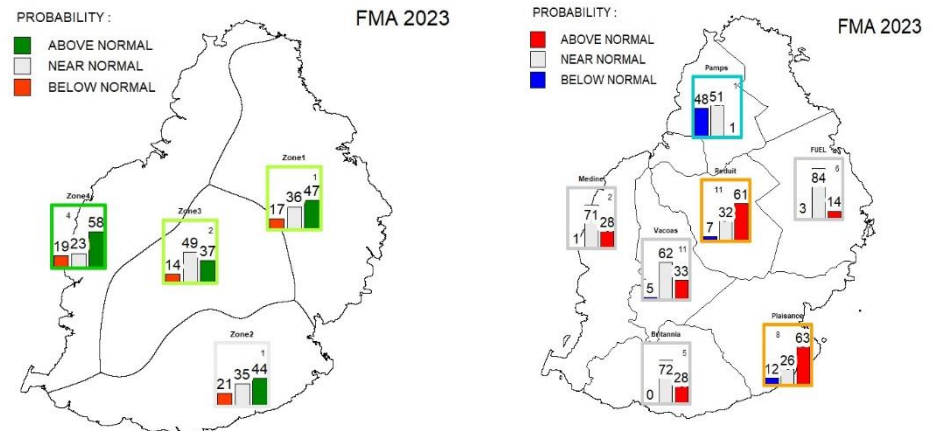 PROBABILITY :
FMA 2023
ABOVE NORMAL
NEAR NORMAL
BELOW NORMAL
Zone1
1
17 36 47
Zone4
4
19 23 58
Zone3
2
14 49 37
Zone2
1
21 35 44
PROBABILITY :
FMA 2023
ABOVE NORMAL
NEAR NORMAL
BELOW NORMAL
Pamps
1
48 51 1
FUEL
6
3 84 14
Medine
2
1 71 28
Reduit
11
7 32 61
Vacoas
11
5 62 33
Plaisance
8
12 26 63
Britannia
5
0 72 28